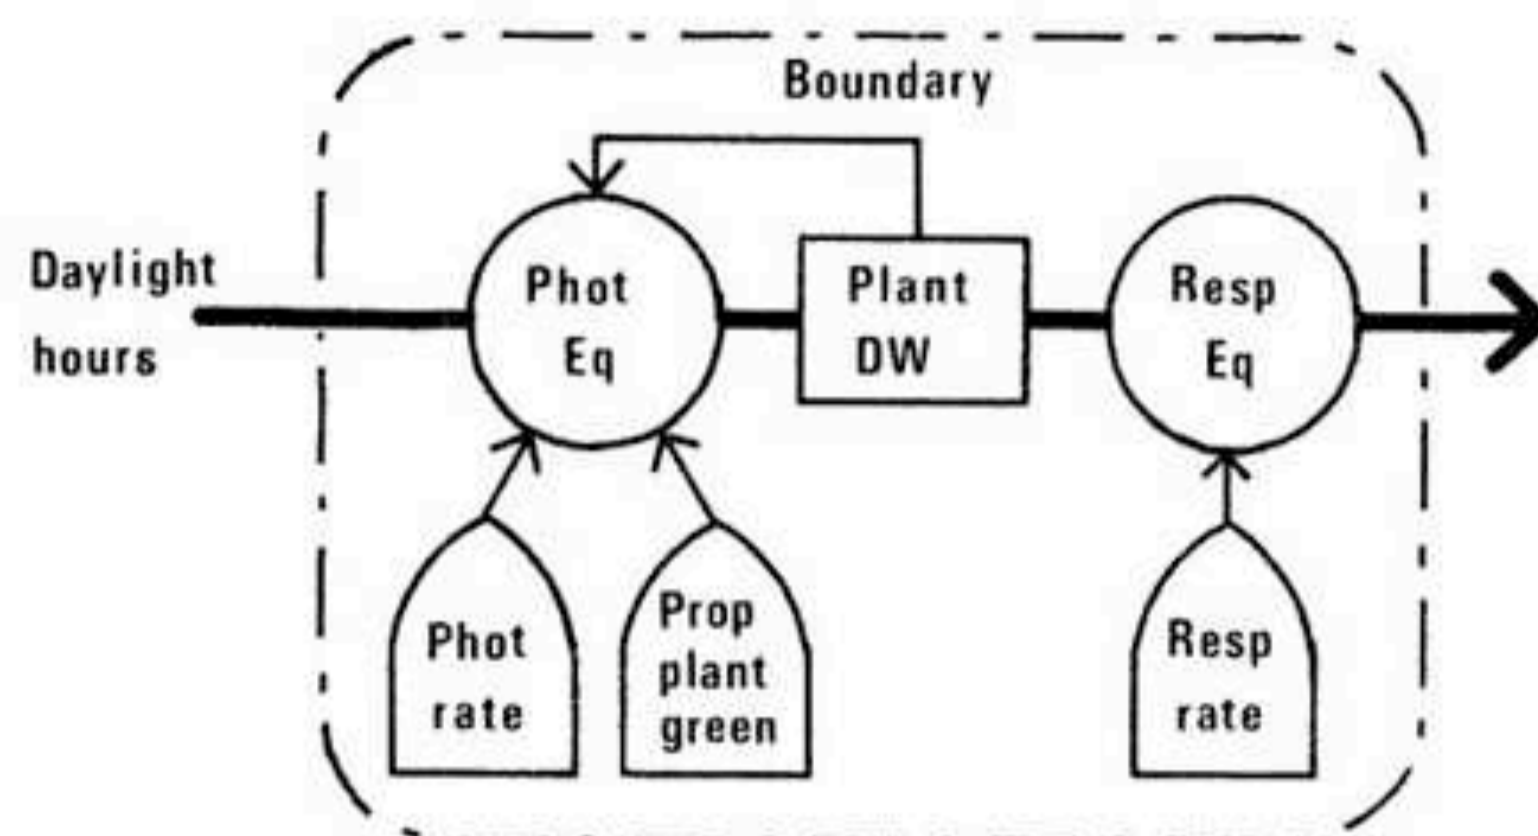 Boundary
Daylight
hours
Phot
Eq
Plant
DW
Resp
Eq
Phot
rate
Prop
plant
green
Resp
rate